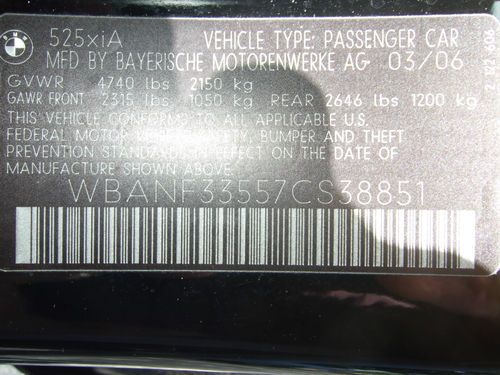 525xiA VEHICLE TYPE: PASSENGER CAR
MFD BY BAYERISCHE MOTORENWERKE AG 03/06
GVWR 4740 lbs 2150 kg
GAWR FRONT 2315 lbs 1050 kg REAR 2646 lbs 1200 kg
THIS VEHICLE CONFORMS TO ALL APPLICABLE U.S.
FEDERAL MOTOR VEHICLE SAFETY, BUMPER AND THEFT
PREVENTION STANDARDS IN EFFECT ON THE DATE OF
MANUFACTURE SHOWN ABOVE.
WBANF33557CS38851